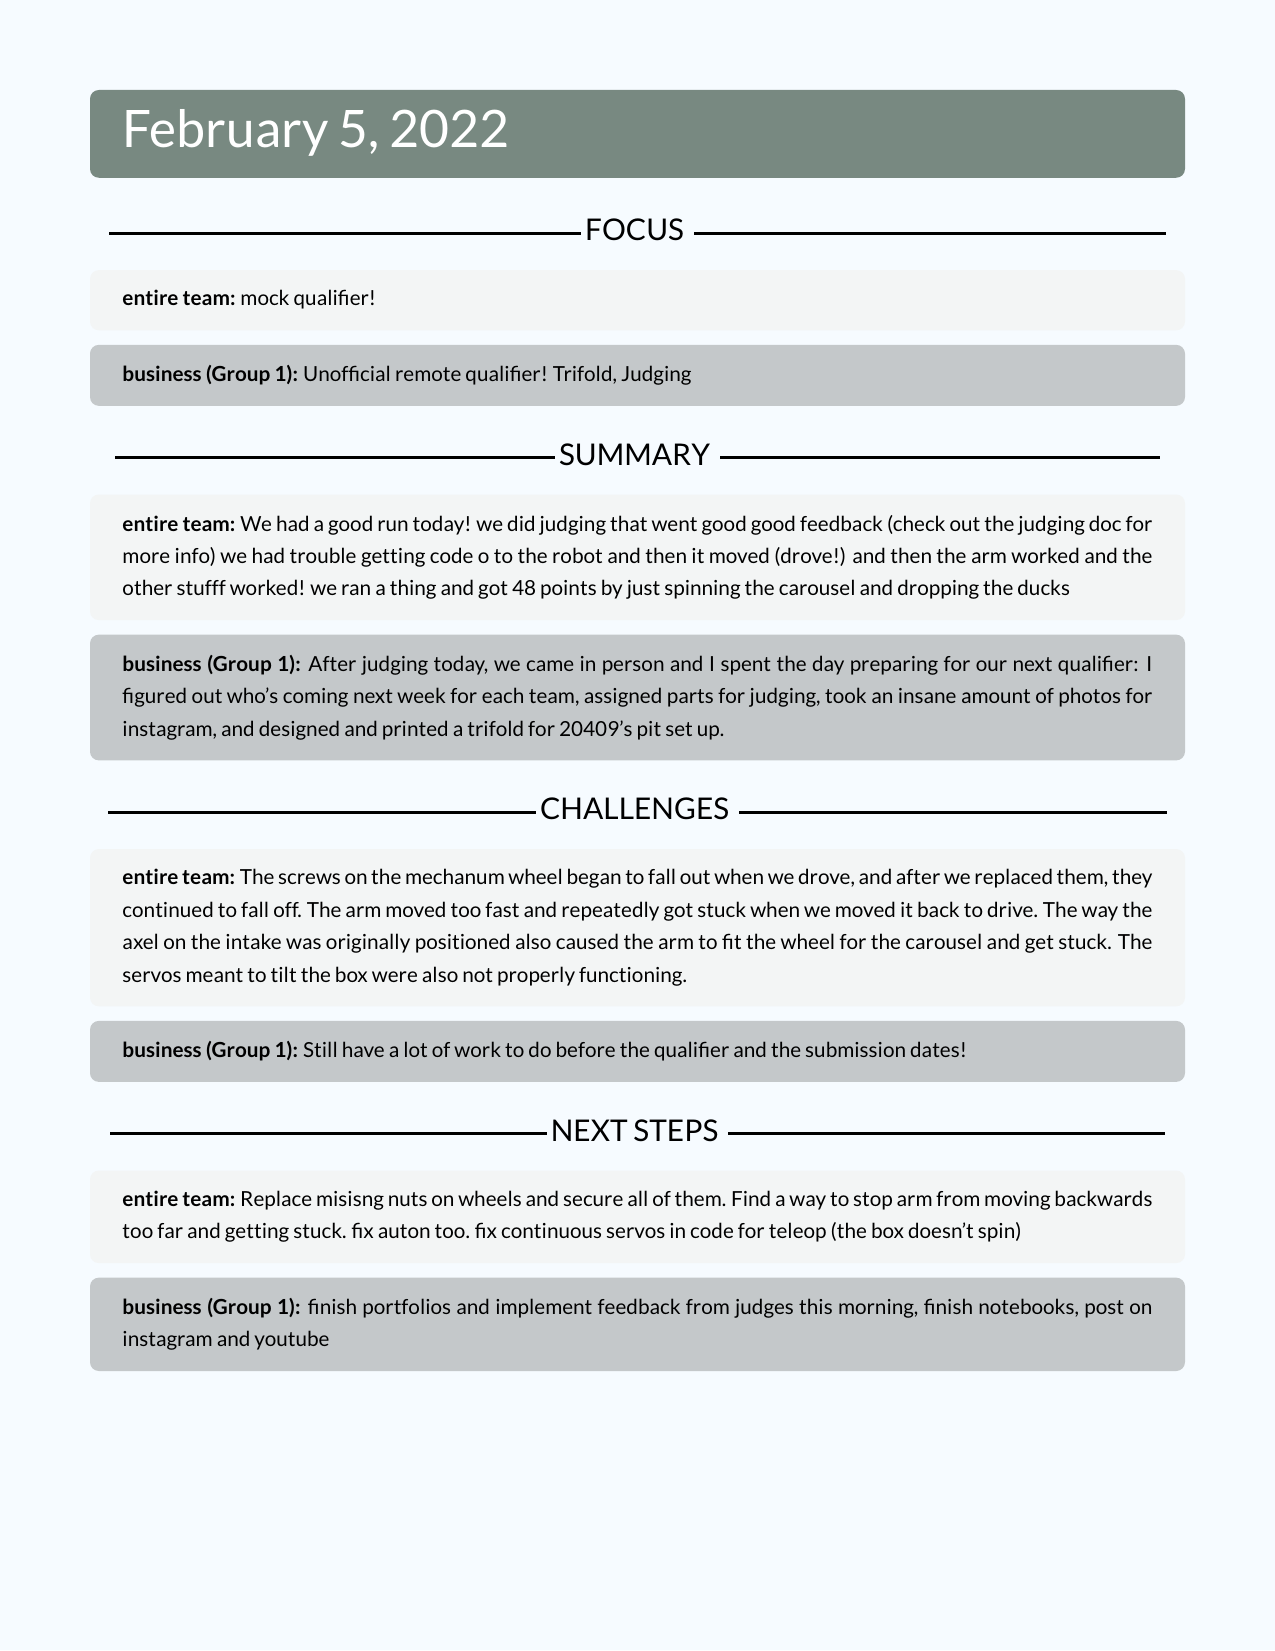 February 5, 2022
FOCUS
entire team: mock qualifier!
business (Group 1): Unofficial remote qualifier! Trifold, Judging
SUMMARY
entire team: We had a good run today! we did judging that went good good feedback (check out the judging doc for
more info) we had trouble getting code o to the robot and then it moved (drove!) and then the arm worked and the
other stufff worked! we ran a thing and got 48 points by just spinning the carousel and dropping the ducks
business (Group 1): After judging today, we came in person and I spent the day preparing for our next qualifier: I
figured out who’s coming next week for each team, assigned parts for judging, took an insane amount of photos for
instagram, and designed and printed a trifold for 20409’s pit set up.
CHALLENGES
entire team: The screws on the mechanum wheel began to fall out when we drove, and after we replaced them, they
continued to fall off. The arm moved too fast and repeatedly got stuck when we moved it back to drive. The way the
axel on the intake was originally positioned also caused the arm to fit the wheel for the carousel and get stuck. The
servos meant to tilt the box were also not properly functioning.
business (Group 1): Still have a lot of work to do before the qualifier and the submission dates!
NEXT STEPS
entire team: Replace misisng nuts on wheels and secure all of them. Find a way to stop arm from moving backwards
too far and getting stuck. fix auton too. fix continuous servos in code for teleop (the box doesn’t spin)
business (Group 1): finish portfolios and implement feedback from judges this morning, finish notebooks, post on
instagram and youtube